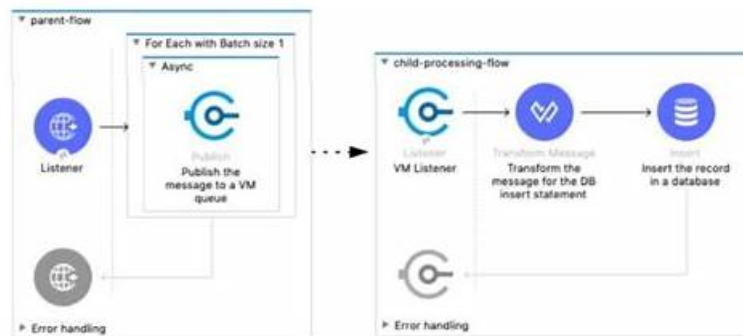 parent-flow
For Each with Batch size 1
Async
Publish
Publish the
message to a VM
queue
Listener
Error handling
child-processing-flow
Listener
VM Listener
Transform Message
Transform the
message for the DB
insert statement
Insert
Insert the record
in a database
Error handling